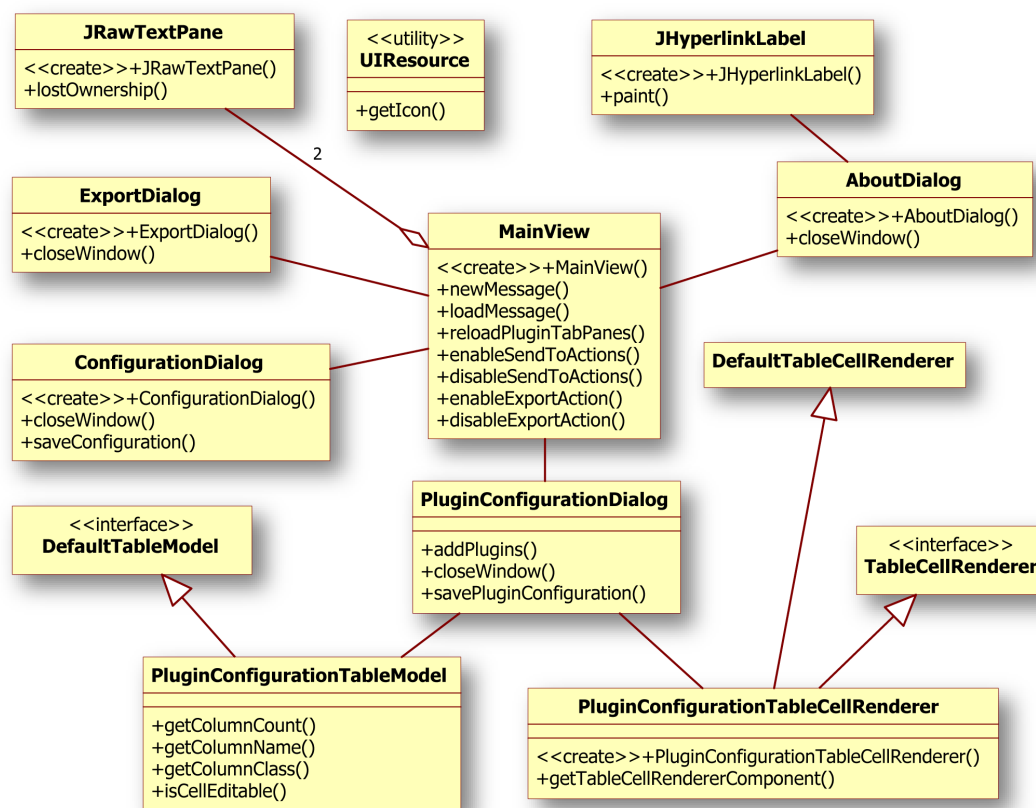 JRawTextPane
<<create>>+JRawTextPane()
+lostOwnership()
<<utility>>
UIResource
+getIcon()
JHyperlinkLabel
<<create>>+JHyperlinkLabel()
+paint()
2
ExportDialog
<<create>>+ExportDialog()
+closeWindow()
AboutDialog
<<create>>+AboutDialog()
+closeWindow()
MainView
<<create>>+MainView()
+newMessage()
+loadMessage()
+reloadPluginTabPanes()
+enableSendToActions()
+disableSendToActions()
+enableExportAction()
+disableExportAction()
ConfigurationDialog
<<create>>+ConfigurationDialog()
+closeWindow()
+saveConfiguration()
DefaultTableCellRenderer
<<interface>>
DefaultTableModel
PluginConfigurationDialog
+addPlugins()
+closeWindow()
+savePluginConfiguration()
<<interface>>
TableCellRenderer
PluginConfigurationTableModel
+getColumnCount()
+getColumnName()
+getColumnClass()
+isCellEditable()
PluginConfigurationTableCellRenderer
<<create>>+PluginConfigurationTableCellRenderer()
+getTableCellRendererComponent()